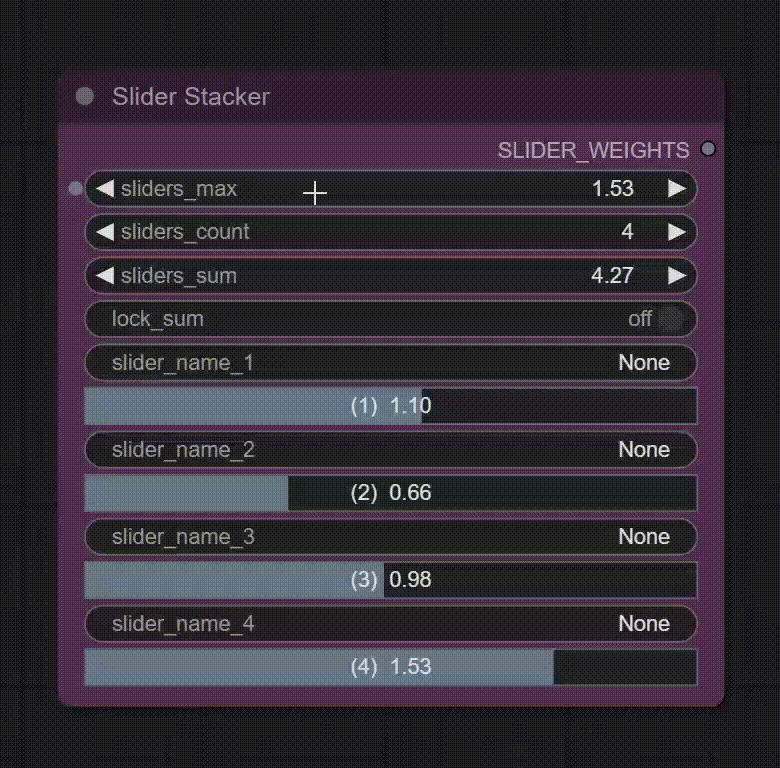 Slider Stacker
SLIDER_WEIGHTS
sliders_max 1.53
sliders_count 4
sliders_sum 4.27
lock_sum off
slider_name_1 None
(1) 1.10
slider_name_2 None
(2) 0.66
slider_name_3 None
(3) 0.98
slider_name_4 None
(4) 1.53